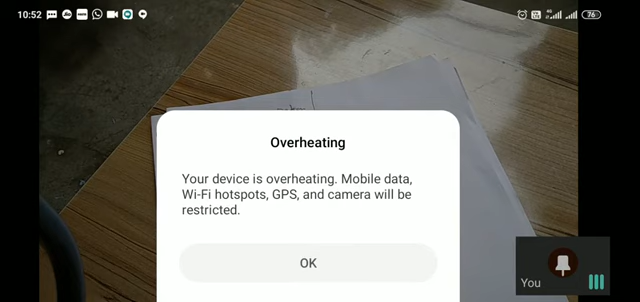 10:52
76
Overheating
Your device is overheating. Mobile data,
Wi-Fi hotspots, GPS, and camera will be
restricted.
OK
You